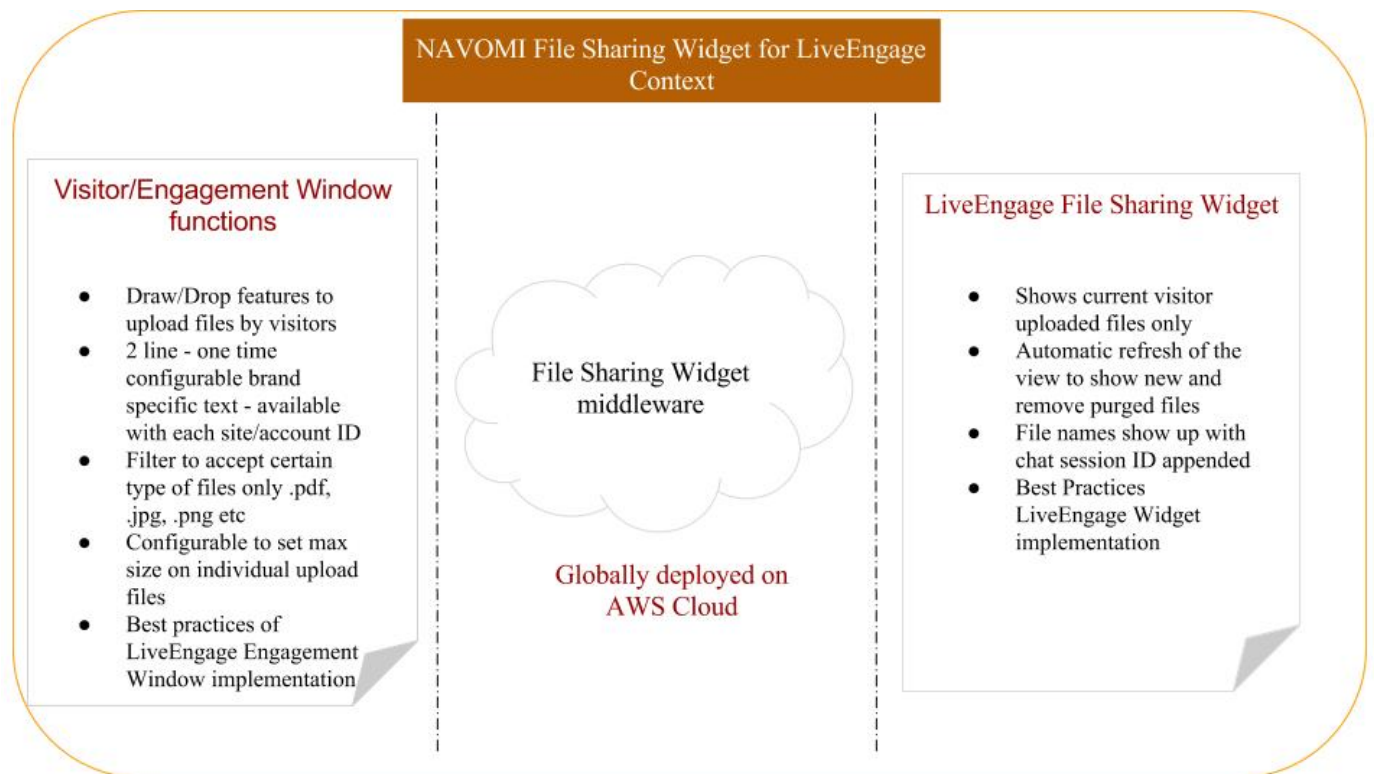 NAVOMI File Sharing Widget for LiveEngage
Context
Visitor/Engagement Window
functions
● Draw/Drop features to
upload files by visitors
● 2 line - one time
configurable brand
specific text - available
with each site/account ID
● Filter to accept certain
type of files only .pdf,
.jpg, .png etc
● Configurable to set max
size on individual upload
files
● Best practices of
LiveEngage Engagement
Window implementation
File Sharing Widget
middleware
Globally deployed on
AWS Cloud
LiveEngage File Sharing Widget
● Shows current visitor
uploaded files only
● Automatic refresh of the
view to show new and
remove purged files
● File names show up with
chat session ID appended
● Best Practices
LiveEngage Widget
implementation